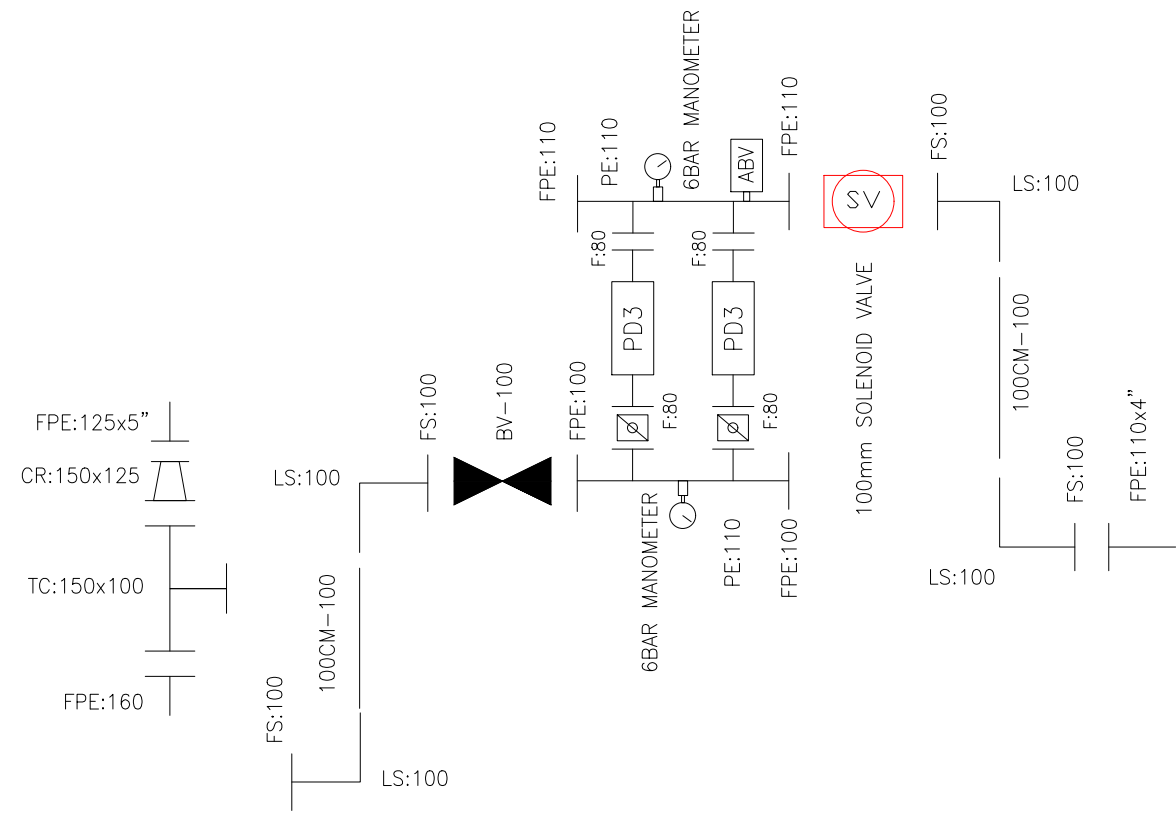 FPE:125x5”
CR:150x125
TC:150x100
FPE:160
FS:100
LS:100
100CM-100
LS:100
FS:100
BV-100
FPE:100
FPE:110
PE:110
6BAR MANOMETER
ABV
FPE:110
F:80
F:80
PD3
PD3
F:80
F:80
6BAR MANOMETER
PE:110
FPE:100
SV
100mm SOLENOID VALVE
FS:100
LS:100
100CM-100
LS:100
FS:100
FPE:110x4”